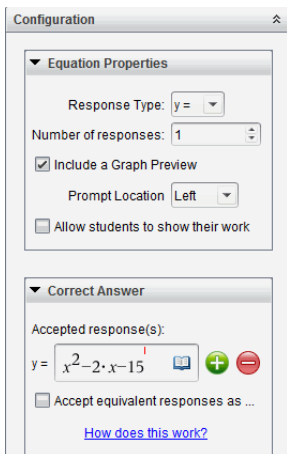 Configuration
Equation Properties
Response Type: y =
Number of responses: 1
Include a Graph Preview
Prompt Location Left
Allow students to show their work
Correct Answer
Accepted response(s):
y = x²−2·x−15
Accept equivalent responses as ...
How does this work?